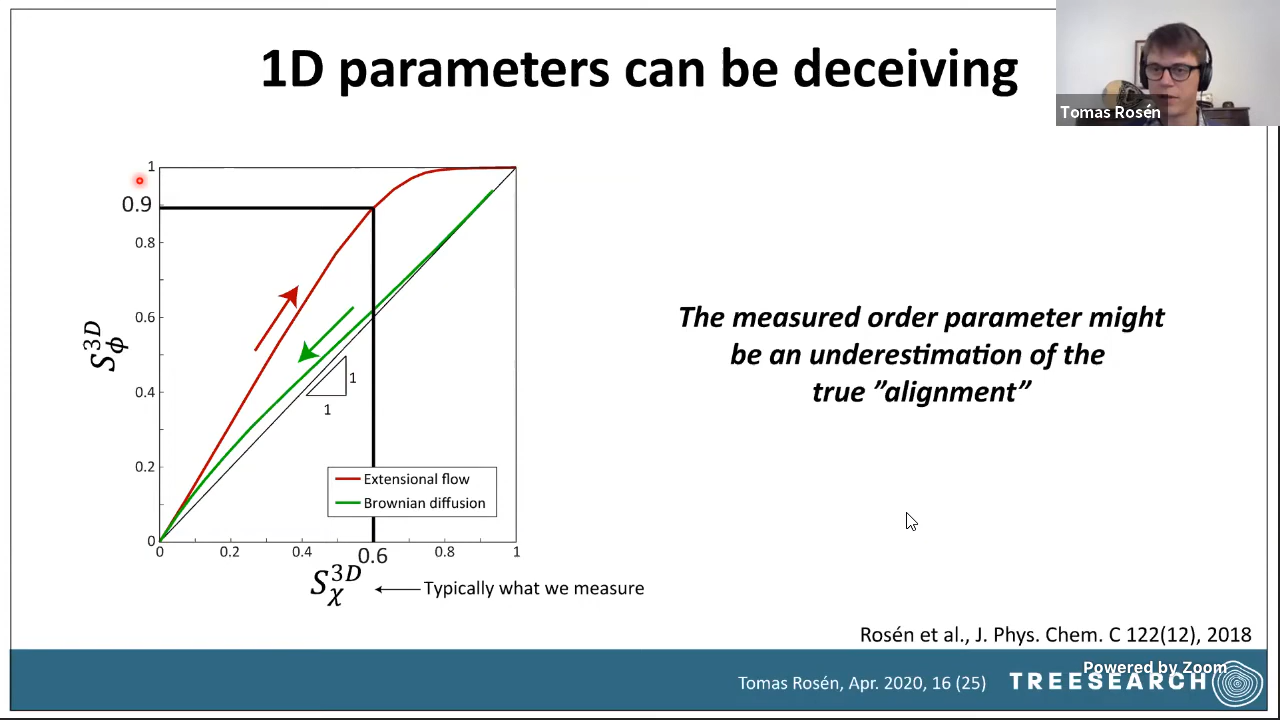 1D parameters can be deceiving
Tomas Rosén
1
0.9
0.8
0.6
0.4
0.2
0
S_ϕ^3D
1
1
Extensional flow
Brownian diffusion
0
0.2
0.4
0.6
0.8
1
S_χ^3D
Typically what we measure
The measured order parameter might
be an underestimation of the
true ”alignment”
Rosén et al., J. Phys. Chem. C 122(12), 2018
Powered by Zoom
Tomas Rosén, Apr. 2020, 16 (25)
TREESEARCH